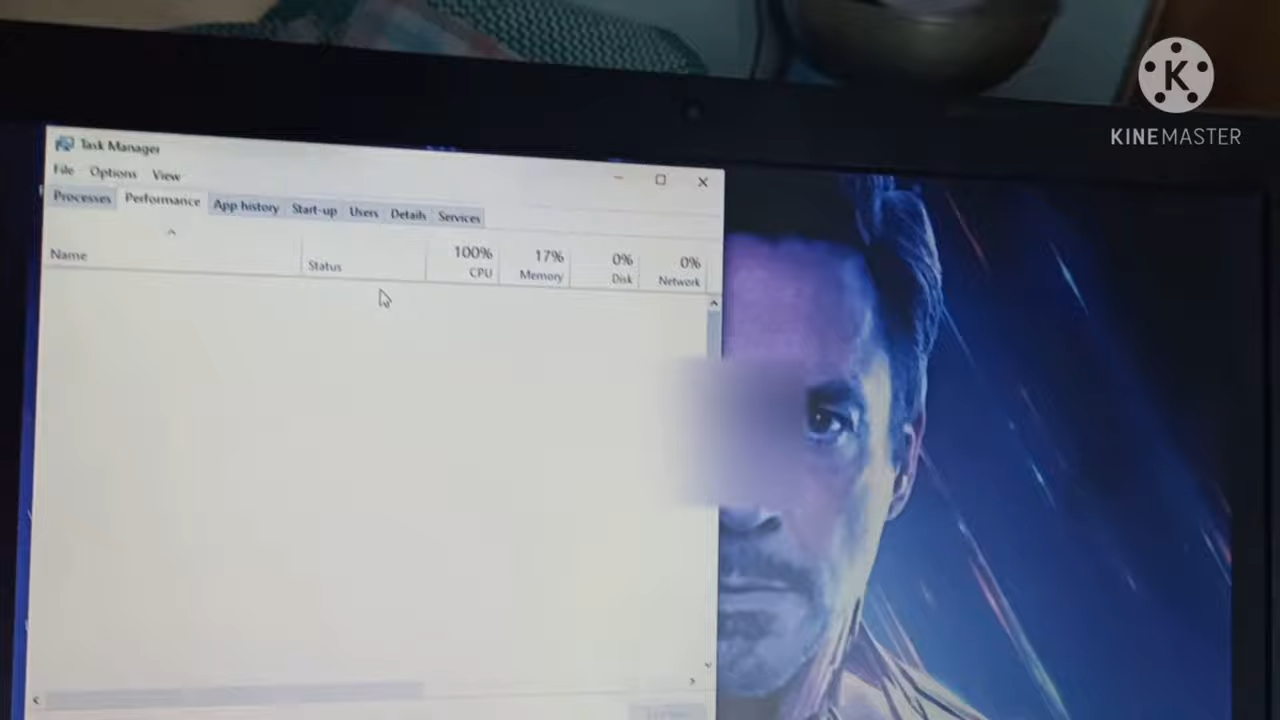 K
KINEMASTER
Task Manager
File Options View
Processes Performance App history Start-up Users Details Services
100% 17% 0% 0%
Name Status CPU Memory Disk Network